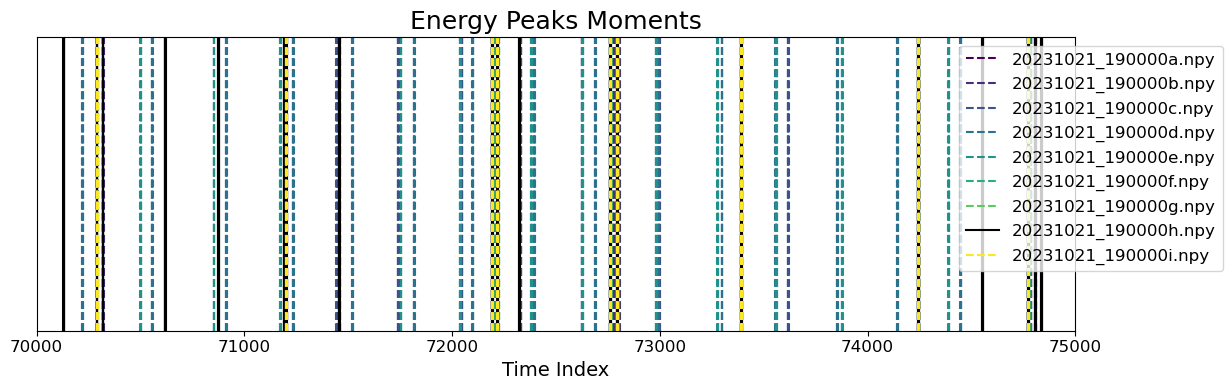 Energy Peaks Moments
20231021_190000a.npy
20231021_190000b.npy
20231021_190000c.npy
20231021_190000d.npy
20231021_190000e.npy
20231021_190000f.npy
20231021_190000g.npy
20231021_190000h.npy
20231021_190000i.npy
70000 71000 72000 73000 74000 75000
Time Index